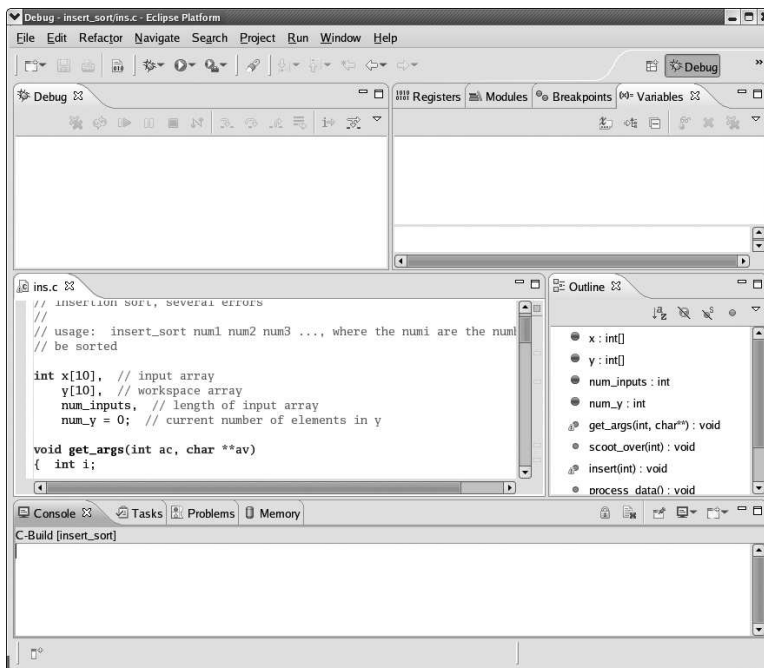 Debug - insert_sort/ins.c - Eclipse Platform
File Edit Refactor Navigate Search Project Run Window Help
Debug
Debug
Registers Modules Breakpoints (x)= Variables
ins.c
// insertion sort, several errors
//
// usage: insert_sort num1 num2 num3 ..., where the numi are the numb
// be sorted
int x[10], // input array
y[10], // workspace array
num_inputs, // length of input array
num_y = 0; // current number of elements in y
void get_args(int ac, char **av)
{ int i;
Outline
x : int[]
y : int[]
num_inputs : int
num_y : int
get_args(int, char**) : void
scoot_over(int) : void
insert(int) : void
process_data() : void
Console Tasks Problems Memory
C-Build [insert_sort]